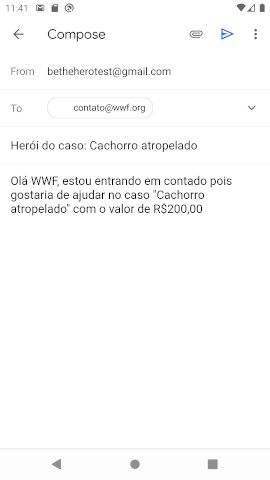 11:41
Compose
From betheherotest@gmail.com
To contato@wwf.org
Herói do caso: Cachorro atropelado
Olá WWF, estou entrando em contado pois
gostaria de ajudar no caso "Cachorro
atropelado" com o valor de R$200,00